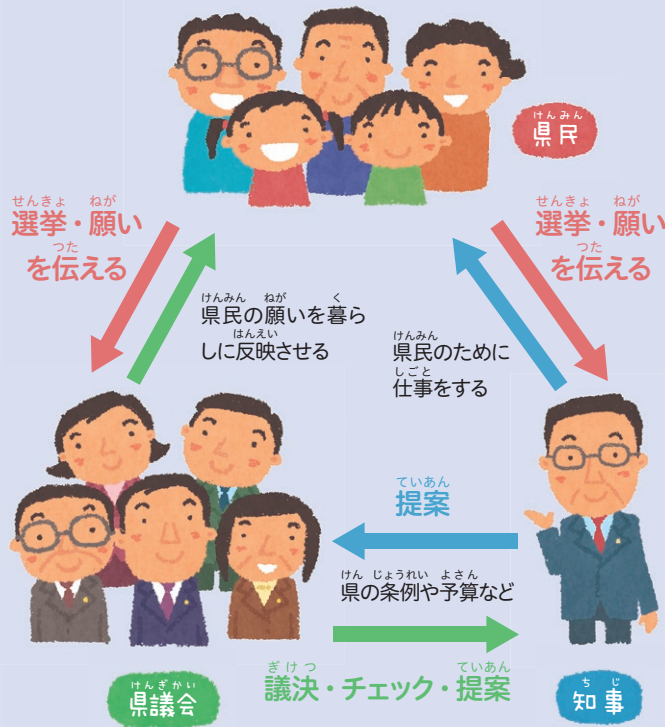 けんみん
県民
せんきょ ねが
選挙・願い
つた
を伝える
せんきょ ねが
選挙・願い
つた
を伝える
けんみん ねが く
県民の願いを暮ら
はんえい
しに反映させる
けんみん
県民のために
しごと
仕事をする
ていあん
提案
けん じょうれい よさん
県の条例や予算など
ぎけつ ていあん
議決・チェック・提案
けんぎかい
県議会
ちじ
知事